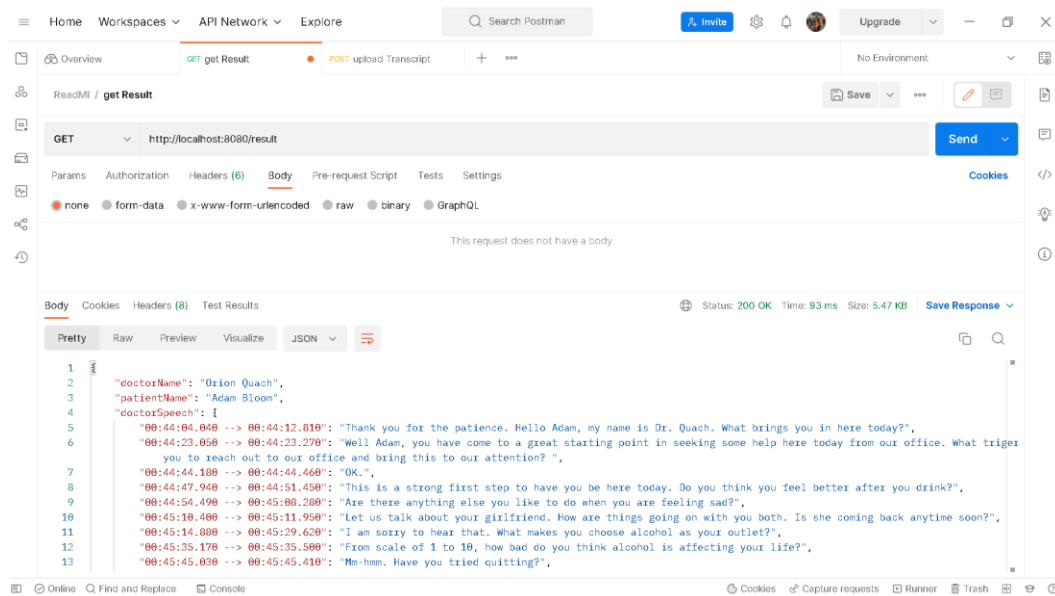 Home Workspaces API Network Explore Search Postman Invite Upgrade
Overview GET get Result POST upload Transcript No Environment
ReadMI / get Result Save
GET http://localhost:8080/result Send
Params Authorization Headers (6) Body Pre-request Script Tests Settings Cookies
none form-data x-www-form-urlencoded raw binary GraphQL
This request does not have a body
Body Cookies Headers (8) Test Results Status: 200 OK Time: 93 ms Size: 5.47 KB Save Response
Pretty Raw Preview Visualize JSON
1 {
2 "doctorName": "Orion Quach",
3 "patientName": "Adam Bloom",
4 "doctorSpeech": {
5 "00:44:04.040 --> 00:44:12.810": "Thank you for the patience. Hello Adam, my name is Dr. Quach. What brings you in here today?",
6 "00:44:23.050 --> 00:44:23.270": "Well Adam, you have come to a great starting point in seeking some help here today from our office. What triger
you to reach out to our office and bring this to our attention? ",
7 "00:44:44.180 --> 00:44:44.460": "OK.",
8 "00:44:47.940 --> 00:44:51.450": "This is a strong first step to have you be here today. Do you think you feel better after you drink?",
9 "00:44:54.490 --> 00:45:08.280": "Are there anything else you like to do when you are feeling sad?",
10 "00:45:10.400 --> 00:45:11.950": "Let us talk about your girlfriend. How are things going on with you both. Is she coming back anytime soon?",
11 "00:45:14.880 --> 00:45:29.620": "I am sorry to hear that. What makes you choose alcohol as your outlet?",
12 "00:45:35.170 --> 00:45:35.500": "From scale of 1 to 10, how bad do you think alcohol is affecting your life?",
13 "00:45:45.030 --> 00:45:45.410": "Mm-hmm. Have you tried quitting?",
Online Find and Replace Console Cookies Capture requests Runner Trash